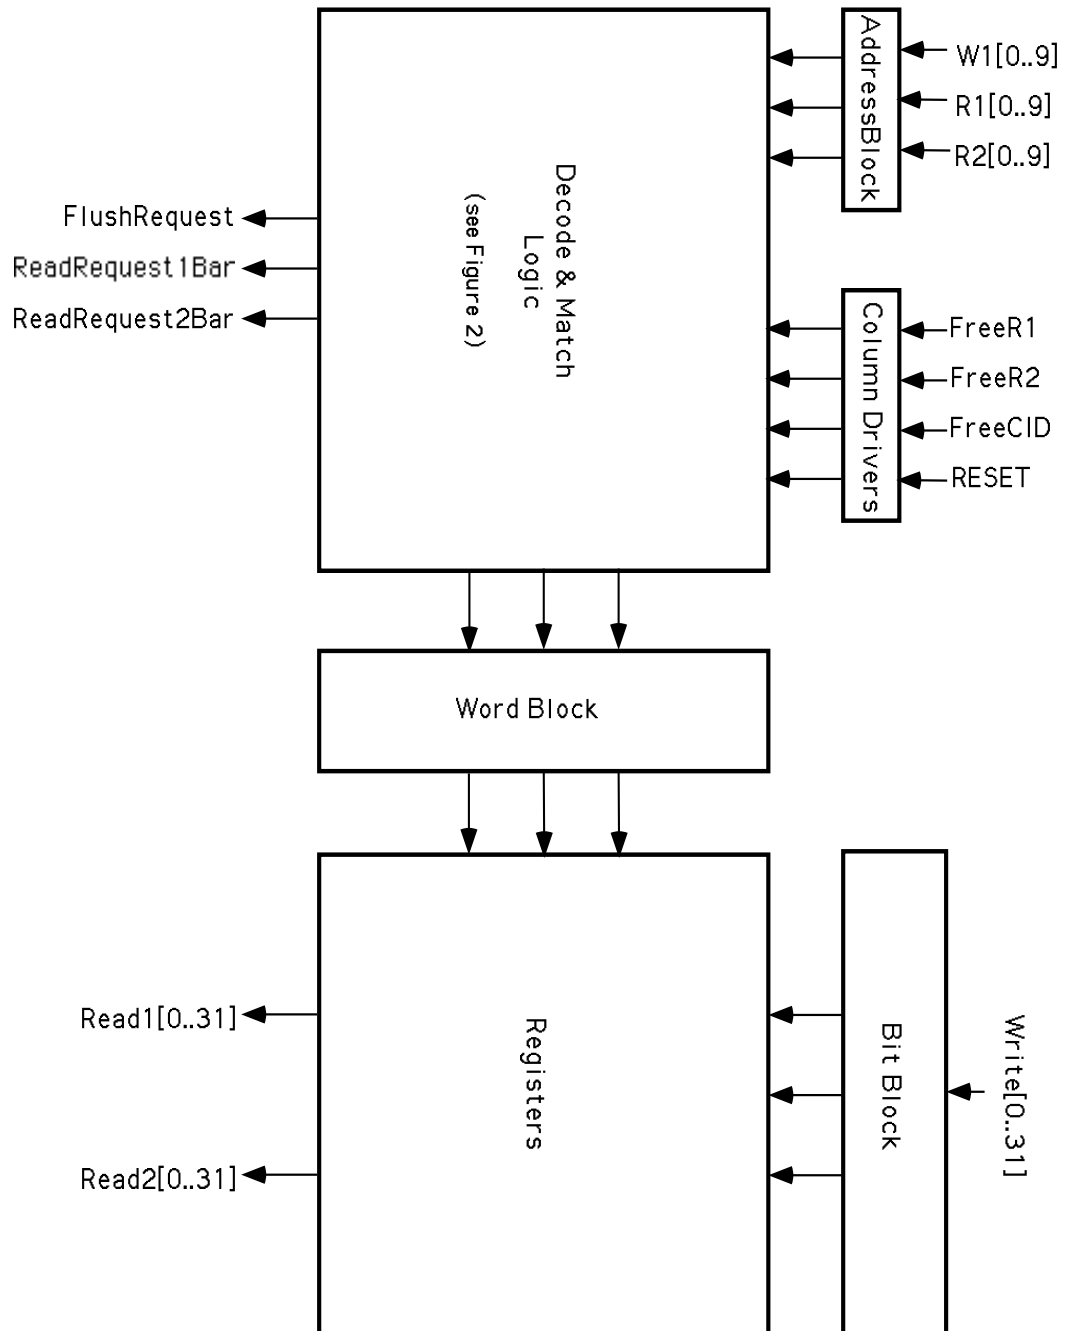 AddressBlock
W1[0..9]
R1[0..9]
R2[0..9]
Decode & Match
Logic
(see Figure 2)
FlushRequest
ReadRequest1Bar
ReadRequest2Bar
Column Drivers
FreeR1
FreeR2
FreeCID
RESET
Word Block
Registers
Bit Block
Write[0..31]
Read1[0..31]
Read2[0..31]